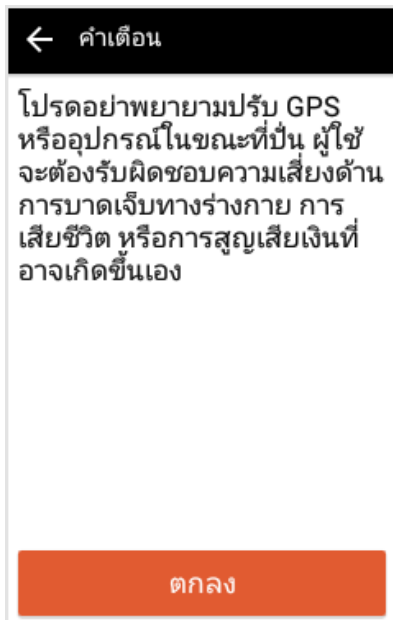 คำเตือน
โปรดอย่าพยายามปรับ GPS
หรืออุปกรณ์ในขณะที่ปั่น ผู้ใช้
จะต้องรับผิดชอบความเสี่ยงด้าน
การบาดเจ็บทางร่างกาย การ
เสียชีวิต หรือการสูญเสียเงินที่
อาจเกิดขึ้นเอง
ตกลง